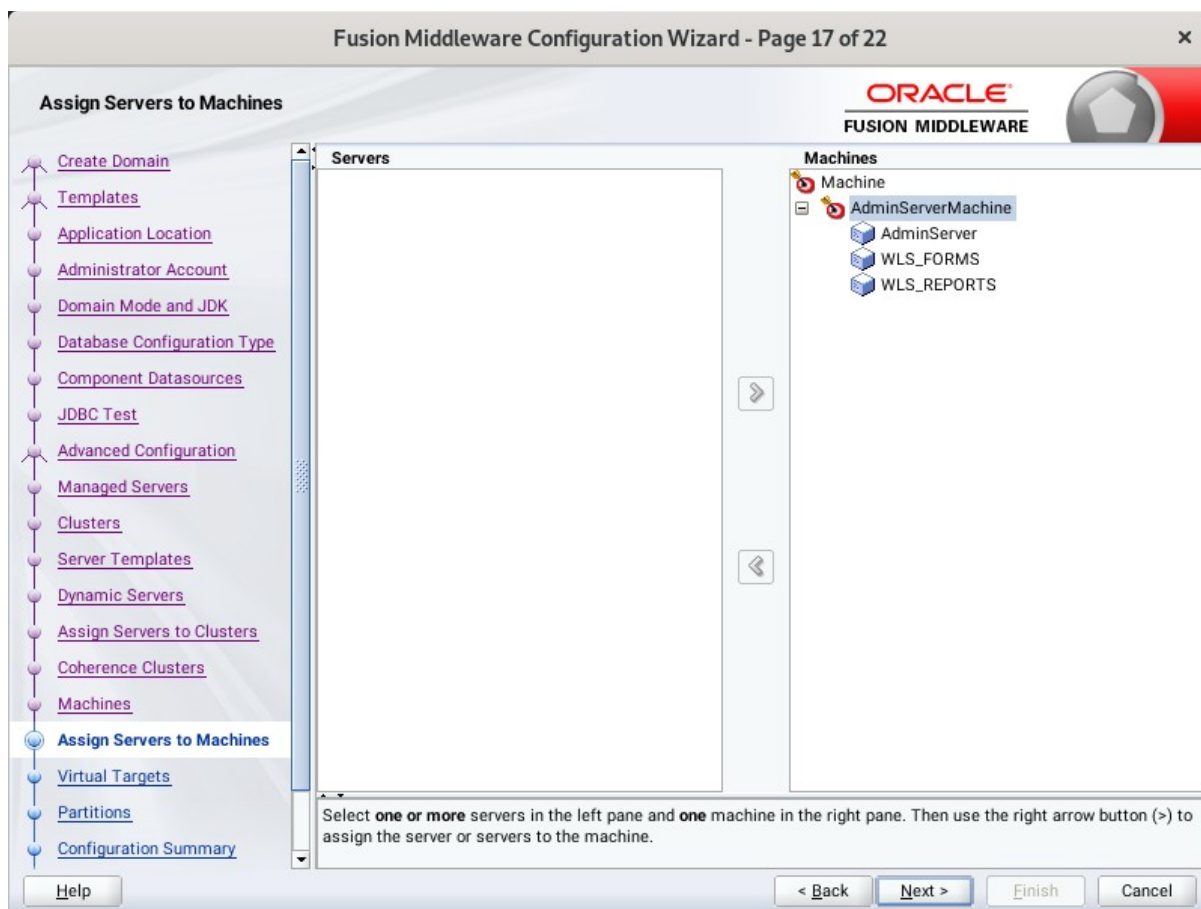 Fusion Middleware Configuration Wizard - Page 17 of 22
×
Assign Servers to Machines
ORACLE
FUSION MIDDLEWARE
Create Domain
Templates
Application Location
Administrator Account
Domain Mode and JDK
Database Configuration Type
Component Datasources
JDBC Test
Advanced Configuration
Managed Servers
Clusters
Server Templates
Dynamic Servers
Assign Servers to Clusters
Coherence Clusters
Machines
Assign Servers to Machines
Virtual Targets
Partitions
Configuration Summary
Servers
Machines
Machine
AdminServerMachine
AdminServer
WLS_FORMS
WLS_REPORTS
Select one or more servers in the left pane and one machine in the right pane. Then use the right arrow button (>) to
assign the server or servers to the machine.
Help
< Back
Next >
Finish
Cancel